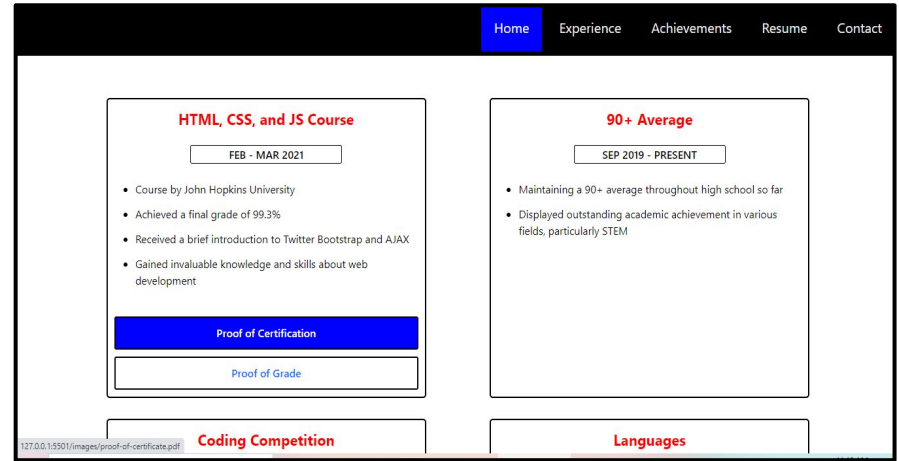 Home Experience Achievements Resume Contact
HTML, CSS, and JS Course
FEB - MAR 2021
Course by John Hopkins University
Achieved a final grade of 99.3%
Received a brief introduction to Twitter Bootstrap and AJAX
Gained invaluable knowledge and skills about web
development
Proof of Certification
Proof of Grade
90+ Average
SEP 2019 - PRESENT
Maintaining a 90+ average throughout high school so far
Displayed outstanding academic achievement in various
fields, particularly STEM
Coding Competition
Languages
127.0.0.1:5501/images/proof-of-certificate.pdf